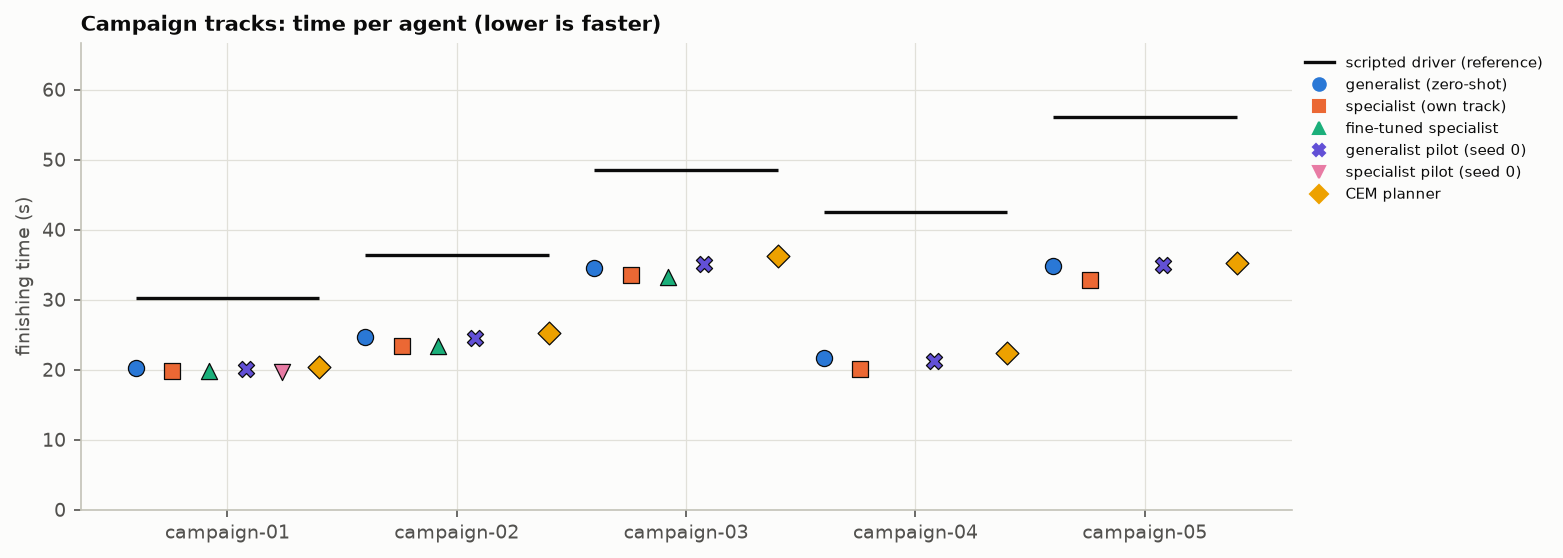 Campaign tracks: time per agent (lower is faster)
finishing time (s)
60
50
40
30
20
10
0
campaign-01 campaign-02 campaign-03 campaign-04 campaign-05
scripted driver (reference)
generalist (zero-shot)
specialist (own track)
fine-tuned specialist
generalist pilot (seed 0)
specialist pilot (seed 0)
CEM planner